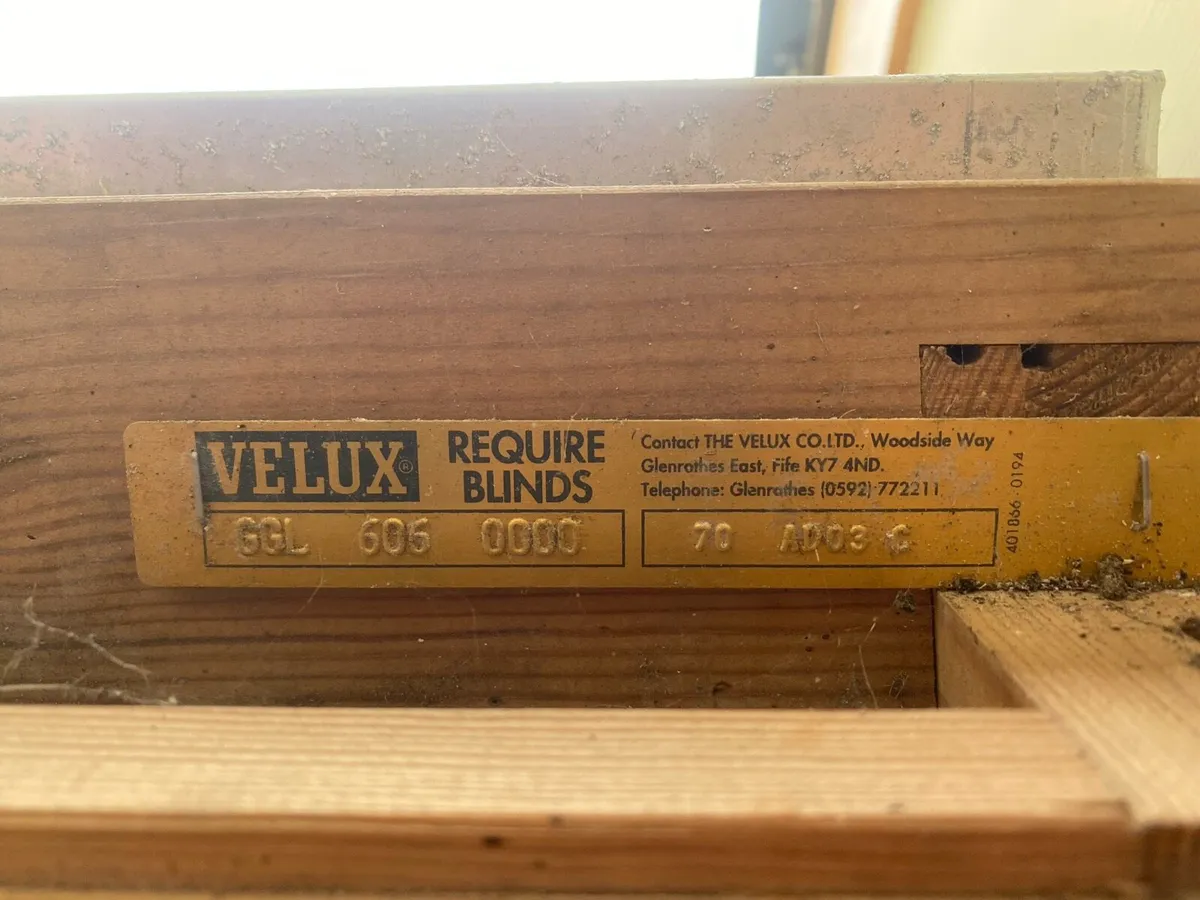 VELUX®
REQUIRE
BLINDS
Contact THE VELUX CO.LTD., Woodside Way
Glenrothes East, Fife KY7 4ND.
Telephone: Glenrothes (0592) 772211
GGL 606 0000
70 AD03 C
401866 - 0194